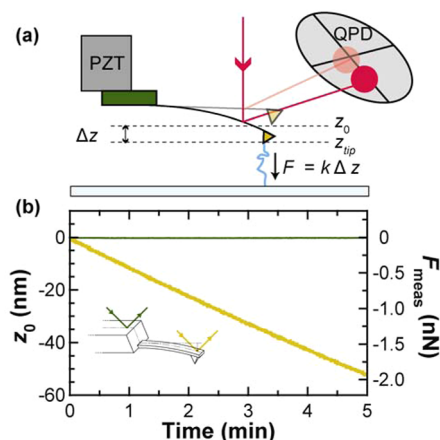 (a)
PZT
QPD
Δz
z0
ztip
F = k Δ z
(b)
0
-20
-40
-60
z0 (nm)
0
-0.5
-1.0
-1.5
-2.0
Fmeas (nN)
0 1 2 3 4 5
Time (min)